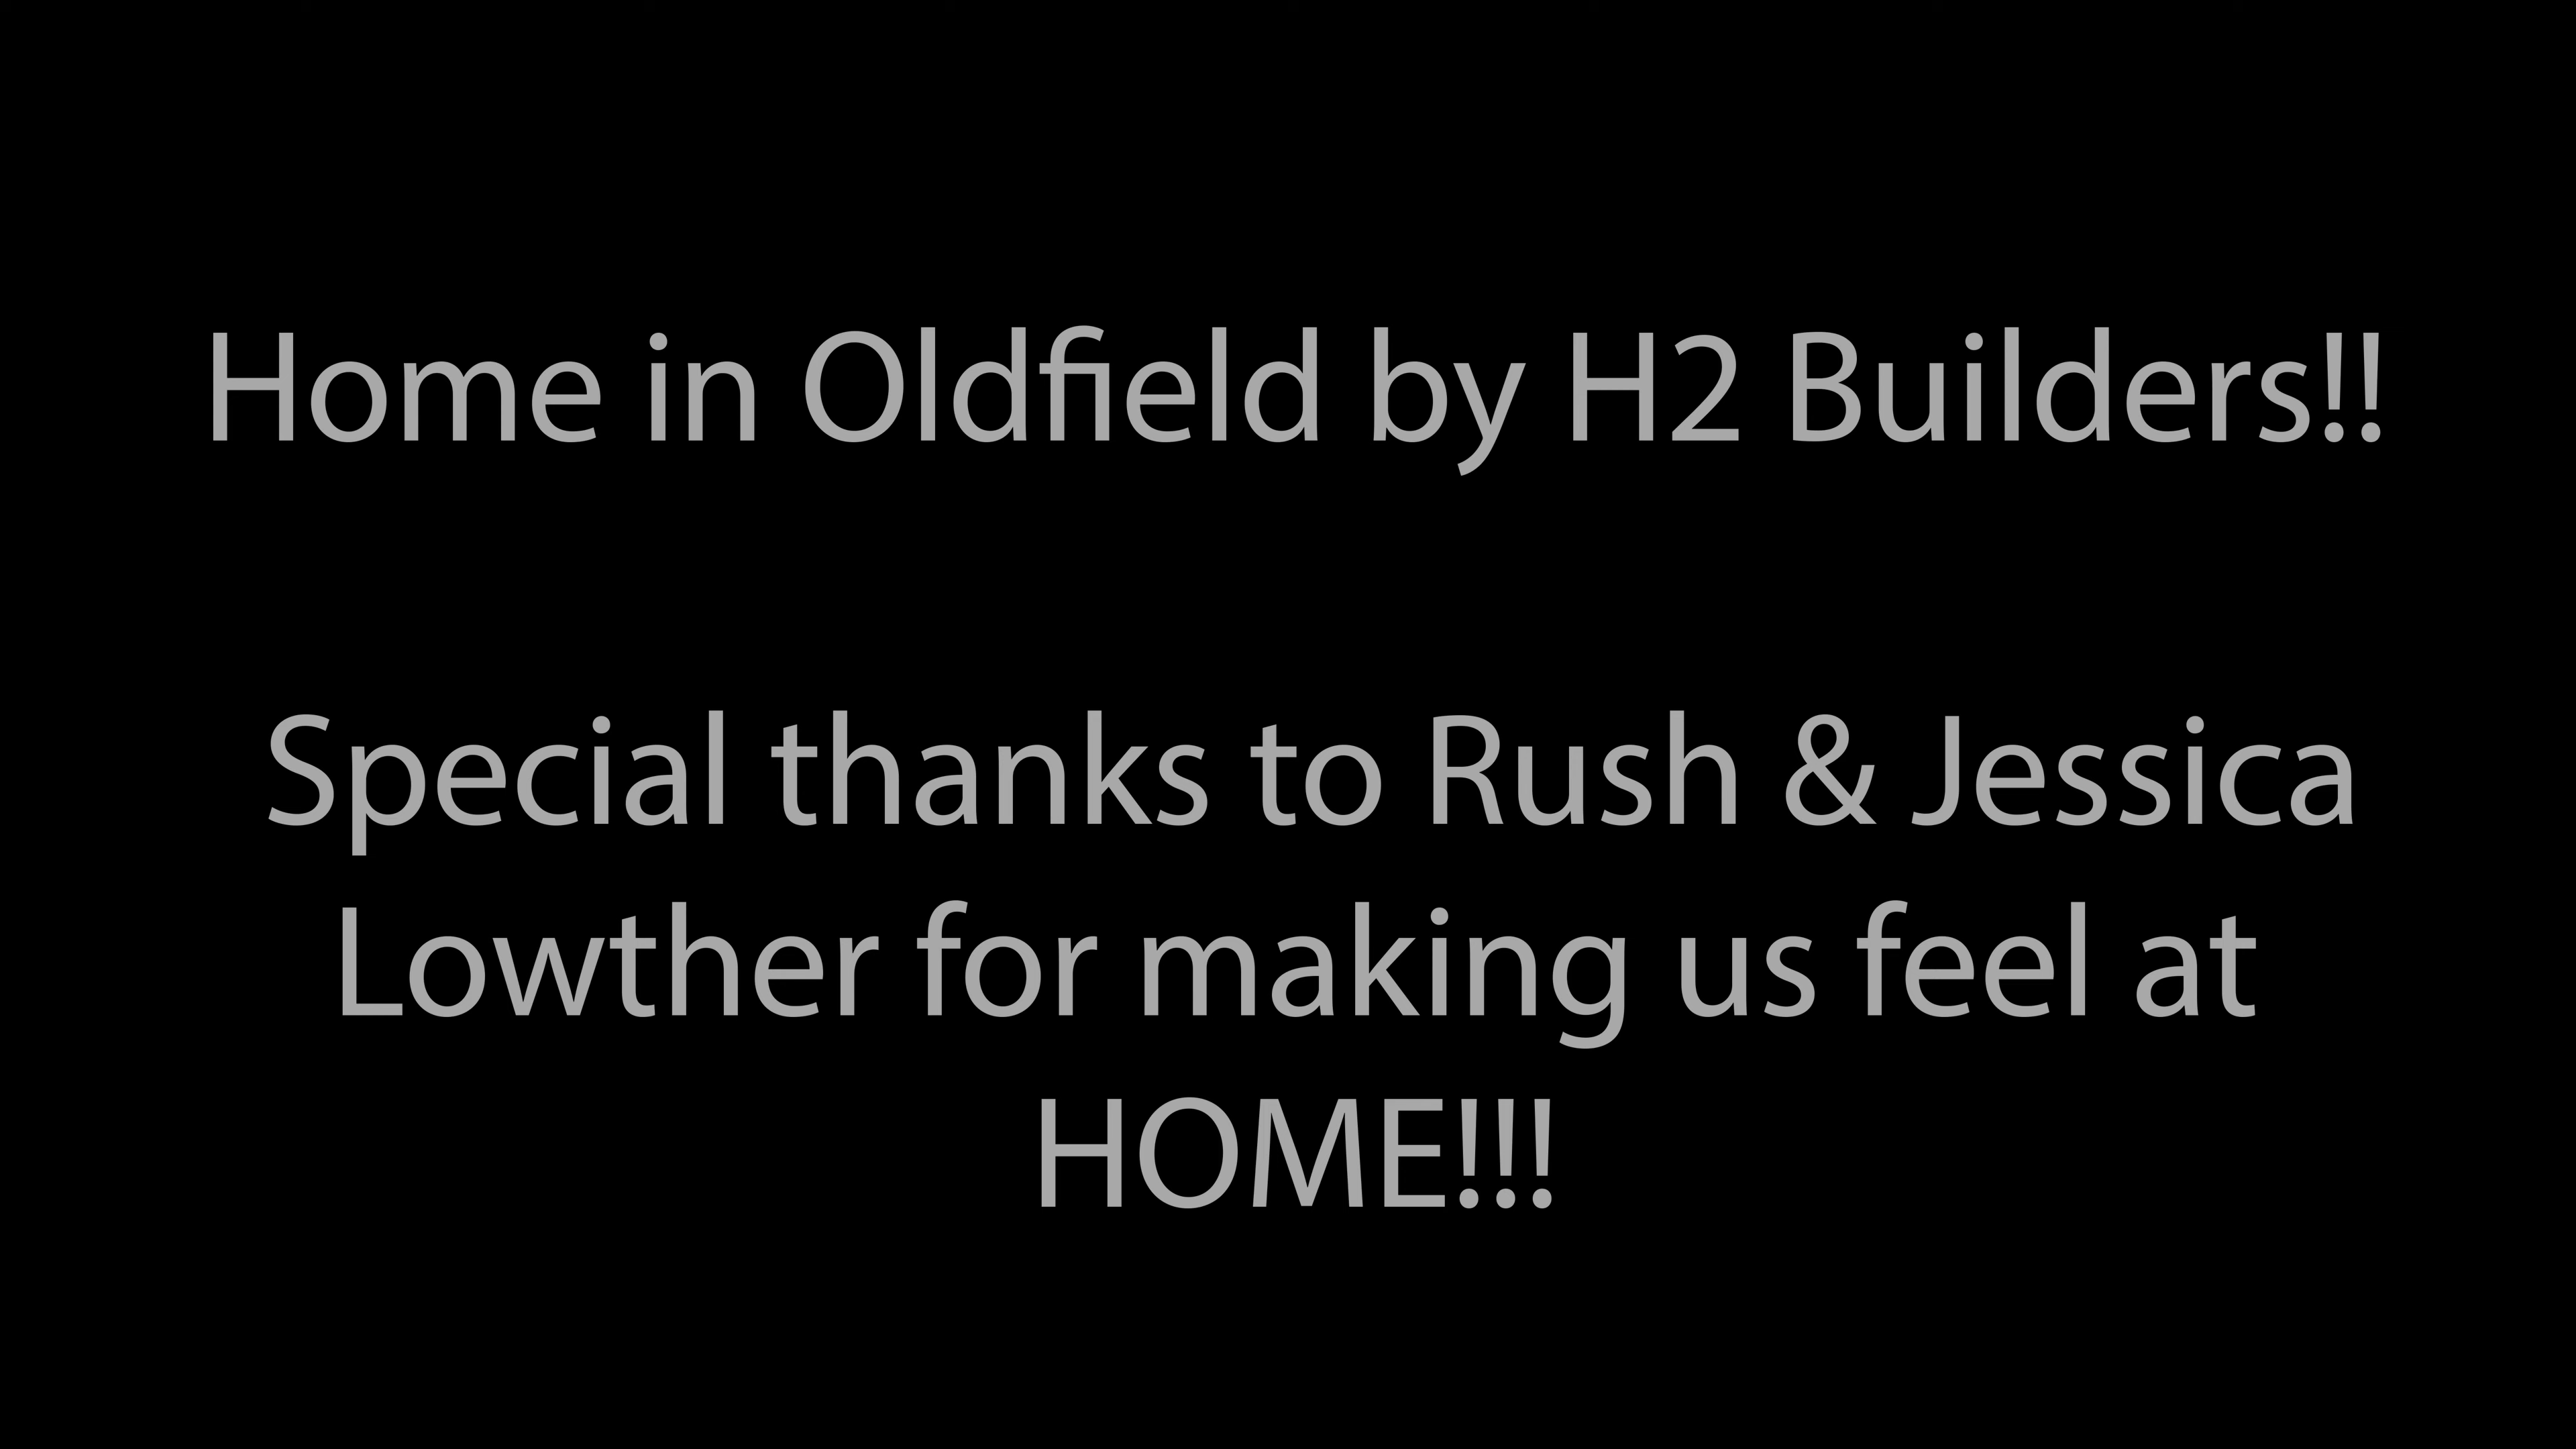 Home in Oldfield by H2 Builders!!
Special thanks to Rush & Jessica
Lowther for making us feel at
HOME!!!